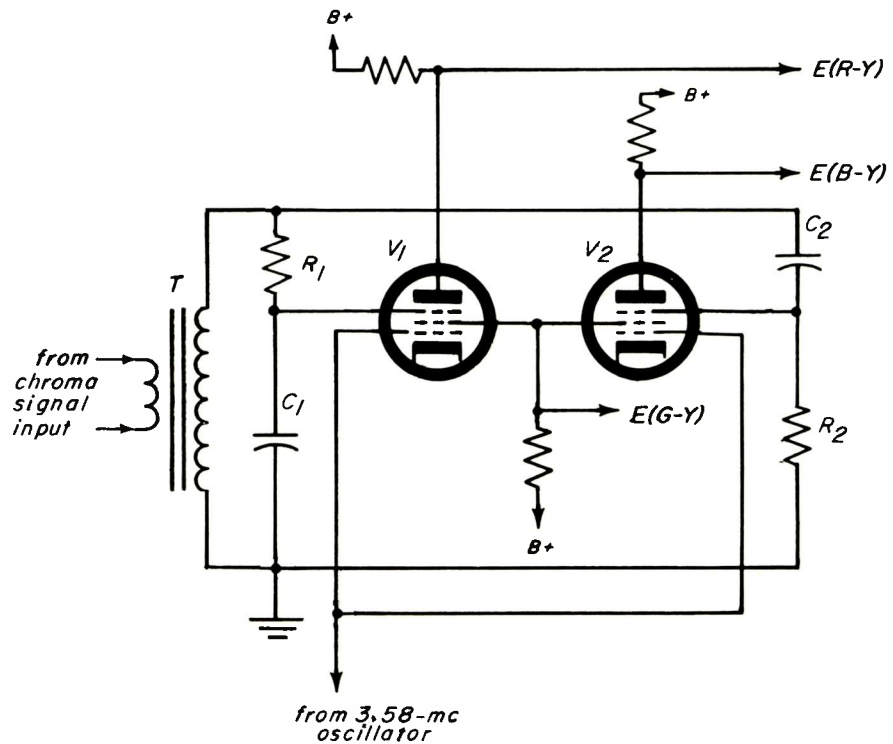 B+
E(R-Y)
B+
E(B-Y)
C2
R1
V1
V2
T
from
chroma
signal
input
C1
E(G-Y)
R2
B+
from 3.58-mc
oscillator